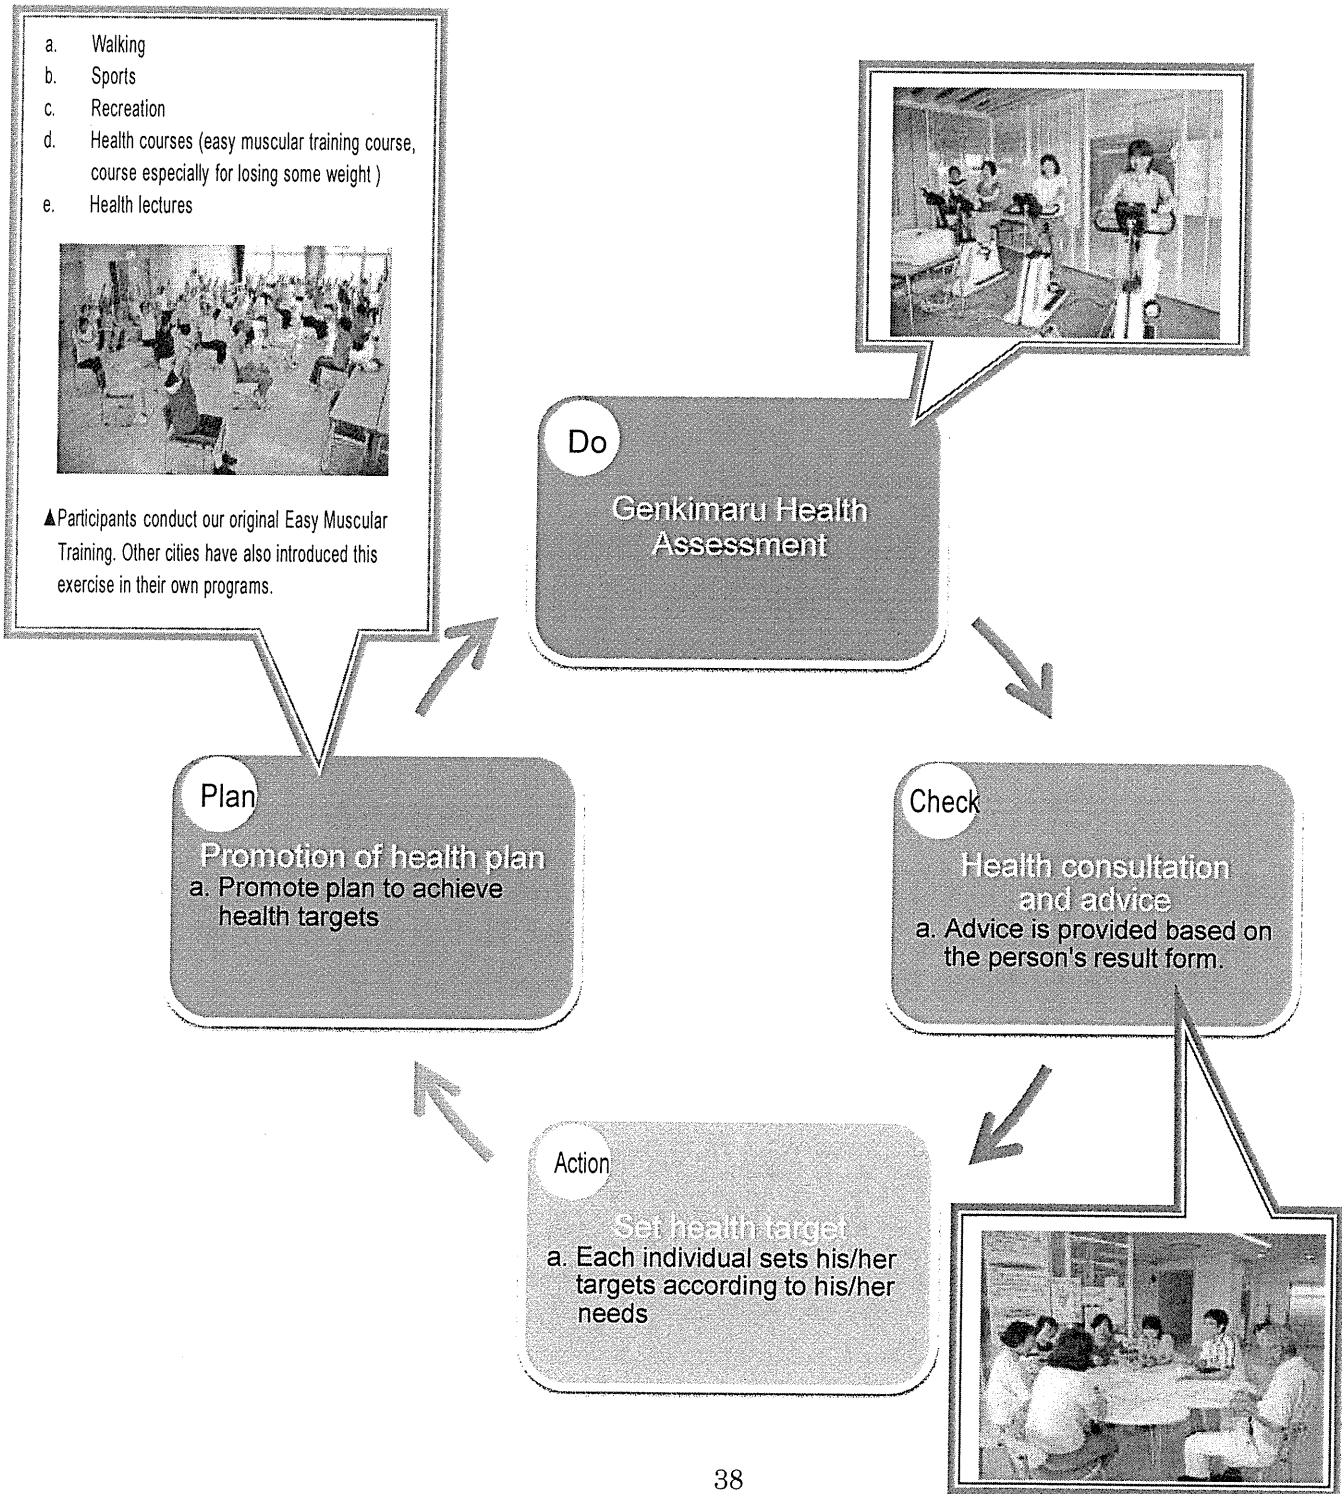 a. Walking
b. Sports
c. Recreation
d. Health courses (easy muscular training course,
course especially for losing some weight )
e. Health lectures
▲Participants conduct our original Easy Muscular
Training. Other cities have also introduced this
exercise in their own programs.
Do
Genkimaru Health
Assessment
Plan
Promotion of health plan
a. Promote plan to achieve
health targets
Check
Health consultation
and advice
a. Advice is provided based on
the person's result form.
Action
Set health target
a. Each individual sets his/her
targets according to his/her
needs
38